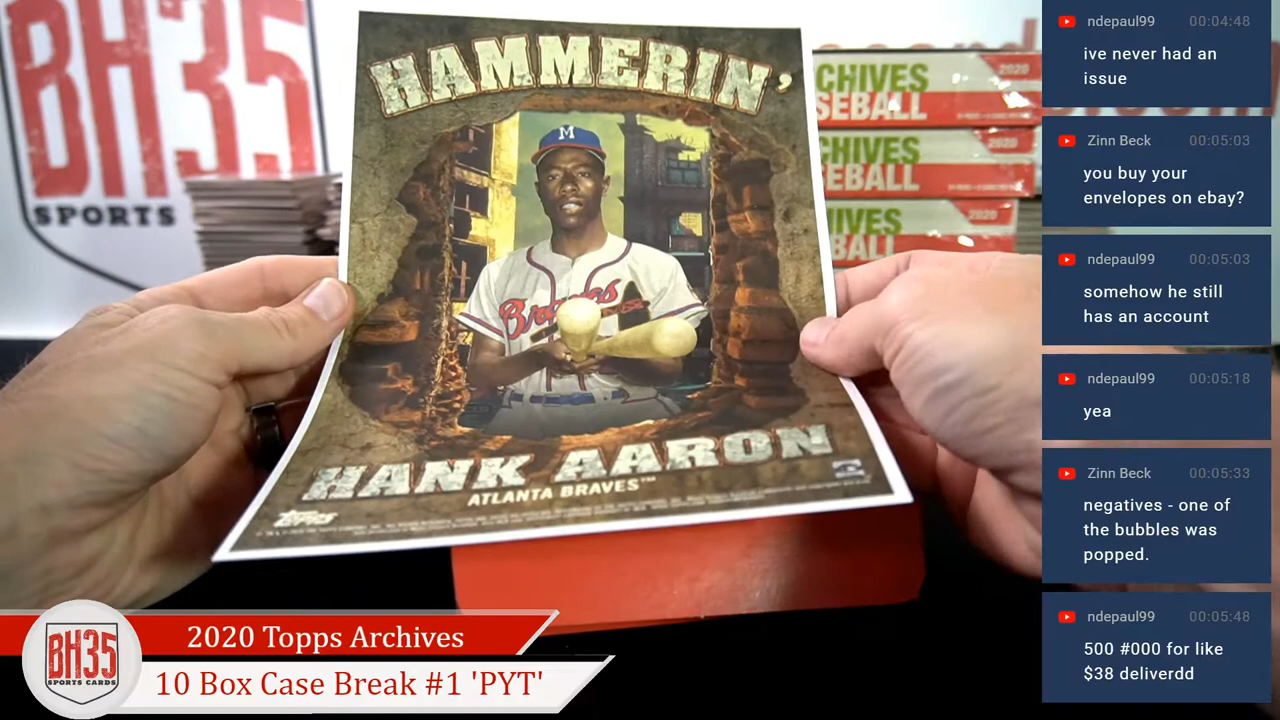 BH35
SPORTS
HAMMERIN'
M
Braves
HANK AARON
ATLANTA BRAVES™
Topps
CHIVES
SEBALL
2020
CHIVES
EBALL
2020
CHIVES
BALL
2020
BH35
SPORTS CARDS
2020 Topps Archives
10 Box Case Break #1 'PYT'
ndepaul99 00:04:48
ive never had an
issue
Zinn Beck 00:05:03
you buy your
envelopes on ebay?
ndepaul99 00:05:03
somehow he still
has an account
ndepaul99 00:05:18
yea
Zinn Beck 00:05:33
negatives - one of
the bubbles was
popped.
ndepaul99 00:05:48
500 #000 for like
$38 deliverdd